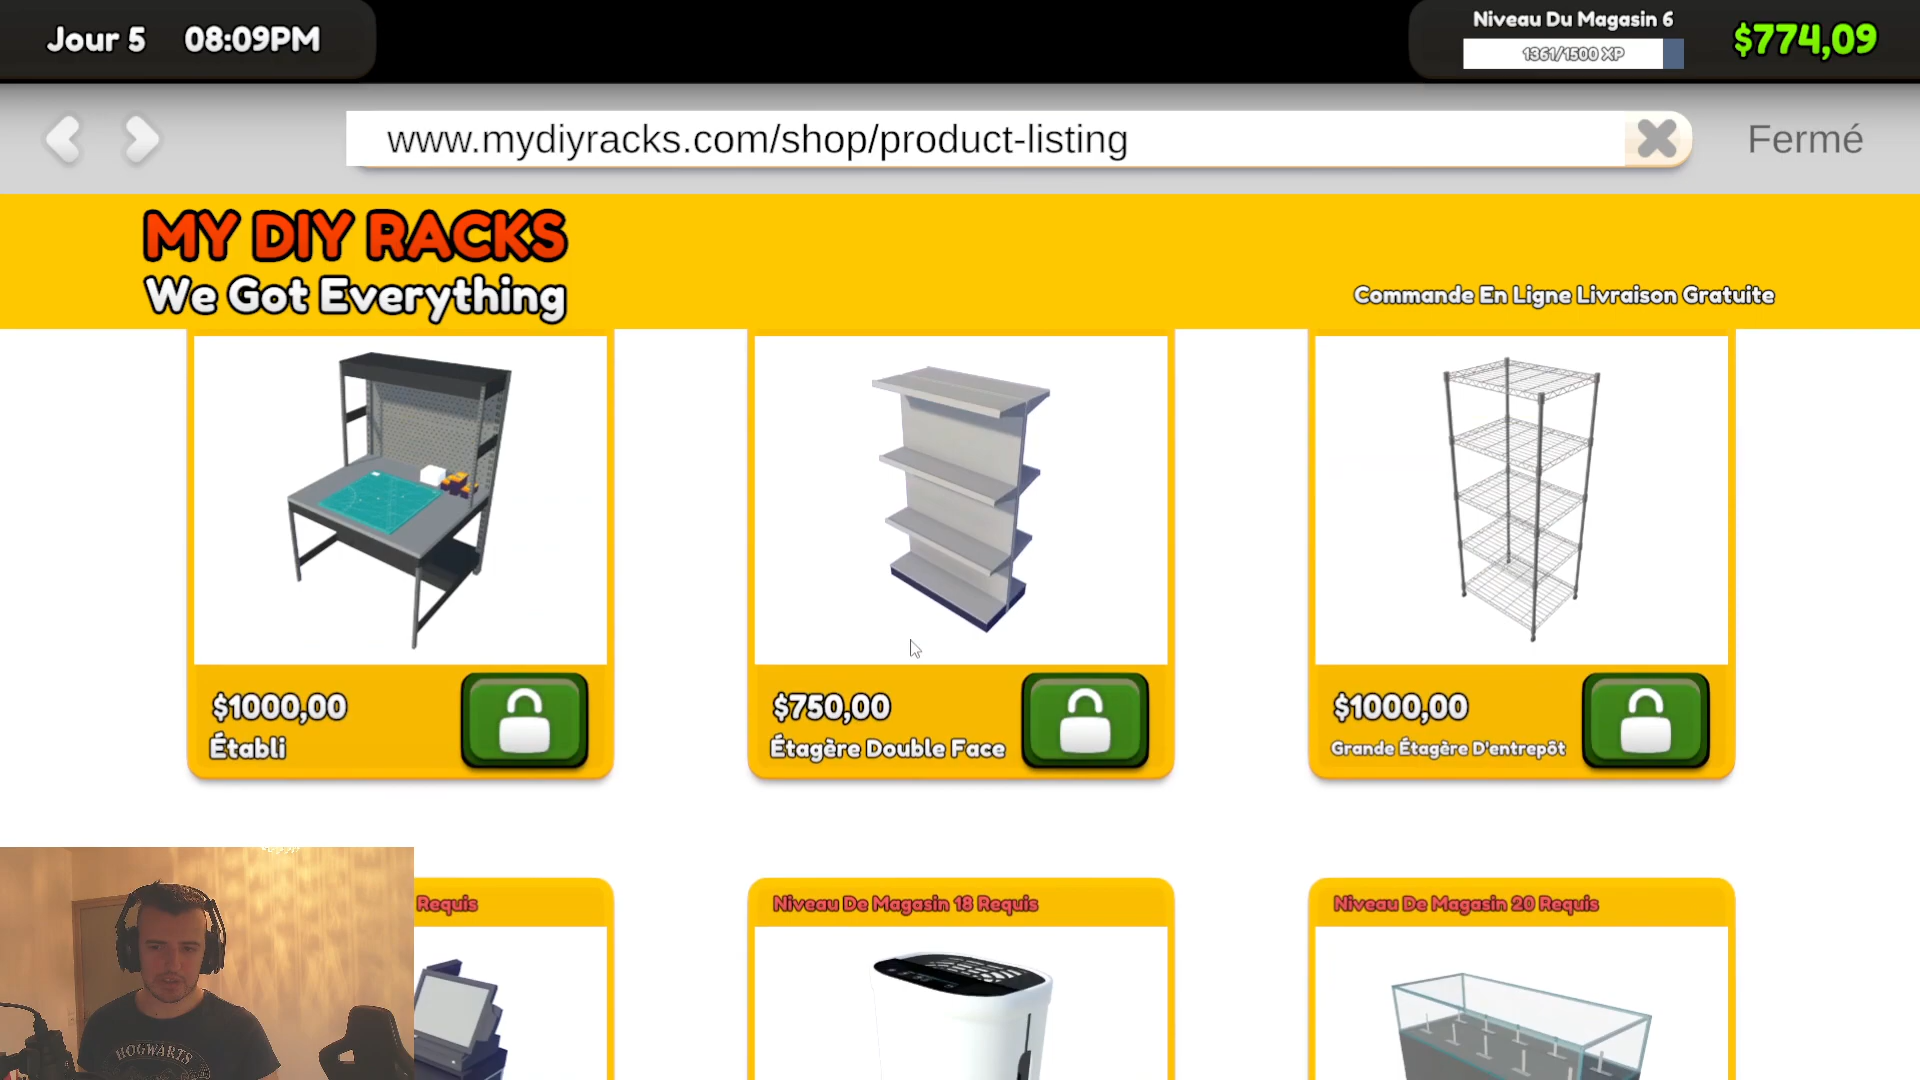 Jour 5 08:09PM
Niveau Du Magasin 6
1361/1500 XP
$774,09
www.mydiyracks.com/shop/product-listing
Fermé
MY DIY RACKS
We Got Everything
Commande En Ligne Livraison Gratuite
$1000,00
Établi
$750,00
Étagère Double Face
$1000,00
Grande Étagère D'entrepôt
Requis
Niveau De Magasin 18 Requis
Niveau De Magasin 20 Requis
HOGWARTS